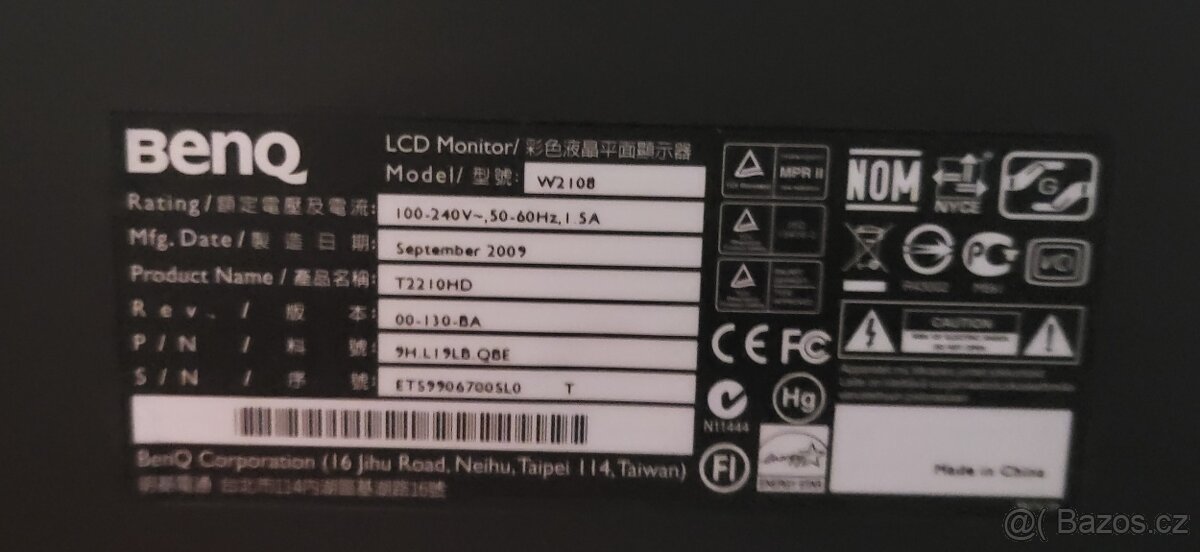 BenQ
LCD Monitor/ 彩色液晶平面顯示器
Model/ 型號: W2108
Rating/額定電壓及電流: 100-240V~,50-60Hz,1.5A
Mfg. Date/製造日期: September 2009
Product Name/產品名稱: T2210HD
Rev. / 版本: 00-130-BA
P/N / 料號: 9H.L19LB.QBE
S/N / 序號: ETS9906700SL0 T
BenQ Corporation (16 Jihu Road, Neihu, Taipei 114, Taiwan)
MPR II
NOM
NYCE
G
CE FC
N11444
Hg
FI
ENERGY STAR
CAUTION
Made in China
@( Bazos.cz